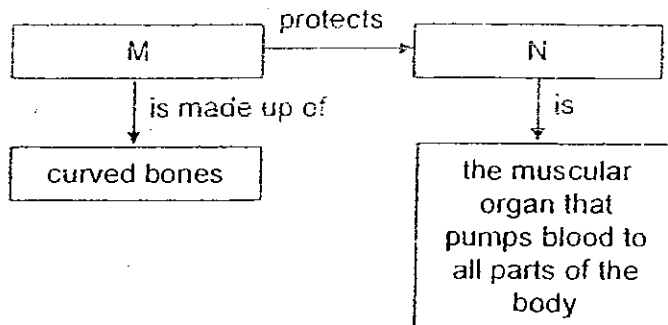 protects
M
N
is made up of
is
curved bones
the muscular
organ that
pumps blood to
all parts of the
body